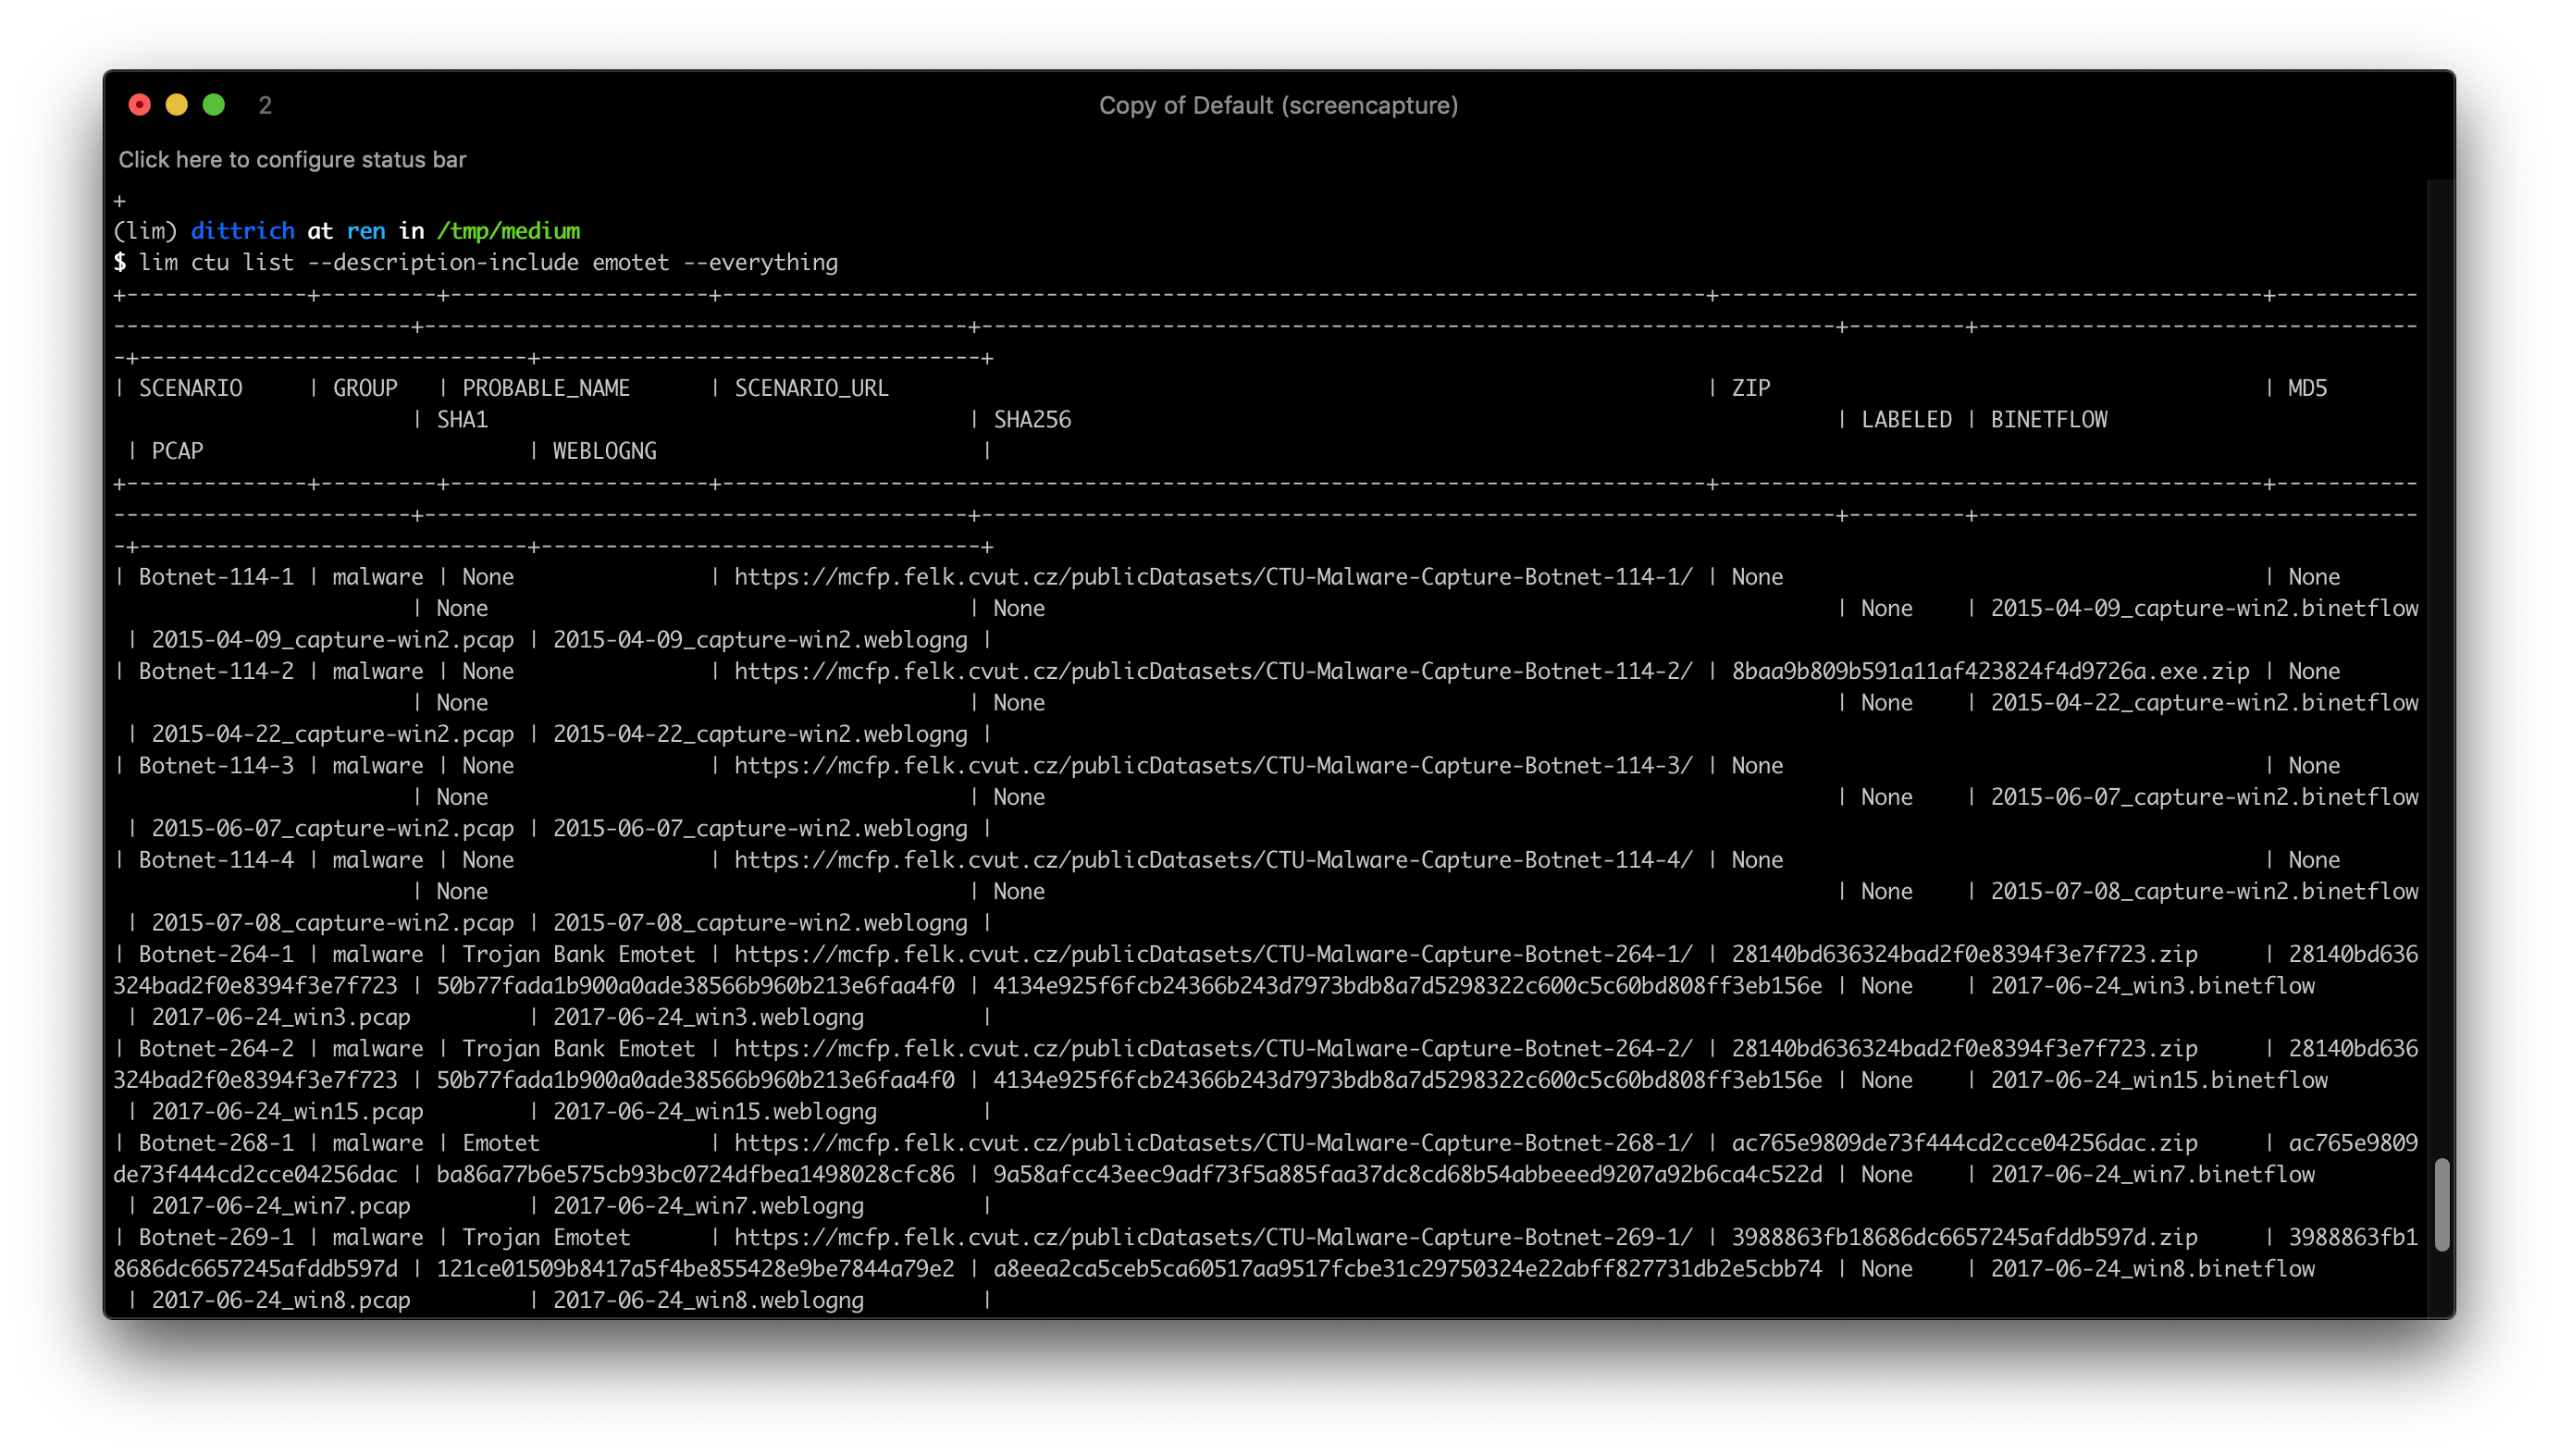 2
Copy of Default (screencapture)
Click here to configure status bar
+
(lim) dittrich at ren in /tmp/medium
$ lim ctu list --description-include emotet --everything
+--------------+---------+--------------------+----------------------------------------------------------------------------+------------------------------------------+-----------
-----------------------+------------------------------------------+------------------------------------------------------------------+---------+----------------------------------
-+------------------------------+----------------------------------+
| SCENARIO | GROUP | PROBABLE_NAME | SCENARIO_URL | ZIP | MD5
| SHA1 | SHA256 | LABELED | BINETFLOW
| PCAP | WEBLOGNG |
+--------------+---------+--------------------+----------------------------------------------------------------------------+------------------------------------------+-----------
-----------------------+------------------------------------------+------------------------------------------------------------------+---------+----------------------------------
-+------------------------------+----------------------------------+
| Botnet-114-1 | malware | None | https://mcfp.felk.cvut.cz/publicDatasets/CTU-Malware-Capture-Botnet-114-1/ | None | None
| None | None | None | 2015-04-09_capture-win2.binetflow
| 2015-04-09_capture-win2.pcap | 2015-04-09_capture-win2.weblogng |
| Botnet-114-2 | malware | None | https://mcfp.felk.cvut.cz/publicDatasets/CTU-Malware-Capture-Botnet-114-2/ | 8baa9b809b591a11af423824f4d9726a.exe.zip | None
| None | None | None | 2015-04-22_capture-win2.binetflow
| 2015-04-22_capture-win2.pcap | 2015-04-22_capture-win2.weblogng |
| Botnet-114-3 | malware | None | https://mcfp.felk.cvut.cz/publicDatasets/CTU-Malware-Capture-Botnet-114-3/ | None | None
| None | None | None | 2015-06-07_capture-win2.binetflow
| 2015-06-07_capture-win2.pcap | 2015-06-07_capture-win2.weblogng |
| Botnet-114-4 | malware | None | https://mcfp.felk.cvut.cz/publicDatasets/CTU-Malware-Capture-Botnet-114-4/ | None | None
| None | None | None | 2015-07-08_capture-win2.binetflow
| 2015-07-08_capture-win2.pcap | 2015-07-08_capture-win2.weblogng |
| Botnet-264-1 | malware | Trojan Bank Emotet | https://mcfp.felk.cvut.cz/publicDatasets/CTU-Malware-Capture-Botnet-264-1/ | 28140bd636324bad2f0e8394f3e7f723.zip | 28140bd636
324bad2f0e8394f3e7f723 | 50b77fada1b900a0ade38566b960b213e6faa4f0 | 4134e925f6fcb24366b243d7973bdb8a7d5298322c600c5c60bd808ff3eb156e | None | 2017-06-24_win3.binetflow
| 2017-06-24_win3.pcap | 2017-06-24_win3.weblogng |
| Botnet-264-2 | malware | Trojan Bank Emotet | https://mcfp.felk.cvut.cz/publicDatasets/CTU-Malware-Capture-Botnet-264-2/ | 28140bd636324bad2f0e8394f3e7f723.zip | 28140bd636
324bad2f0e8394f3e7f723 | 50b77fada1b900a0ade38566b960b213e6faa4f0 | 4134e925f6fcb24366b243d7973bdb8a7d5298322c600c5c60bd808ff3eb156e | None | 2017-06-24_win15.binetflow
| 2017-06-24_win15.pcap | 2017-06-24_win15.weblogng |
| Botnet-268-1 | malware | Emotet | https://mcfp.felk.cvut.cz/publicDatasets/CTU-Malware-Capture-Botnet-268-1/ | ac765e9809de73f444cd2cce04256dac.zip | ac765e9809
de73f444cd2cce04256dac | ba86a77b6e575cb93bc0724dfbea1498028cfc86 | 9a58afcc43eec9adf73f5a885faa37dc8cd68b54abbeeed9207a92b6ca4c522d | None | 2017-06-24_win7.binetflow
| 2017-06-24_win7.pcap | 2017-06-24_win7.weblogng |
| Botnet-269-1 | malware | Trojan Emotet | https://mcfp.felk.cvut.cz/publicDatasets/CTU-Malware-Capture-Botnet-269-1/ | 3988863fb18686dc6657245afddb597d.zip | 3988863fb1
8686dc6657245afddb597d | 121ce01509b8417a5f4be855428e9be7844a79e2 | a8eea2ca5ceb5ca60517aa9517fcbe31c29750324e22abff827731db2e5cbb74 | None | 2017-06-24_win8.binetflow
| 2017-06-24_win8.pcap | 2017-06-24_win8.weblogng |